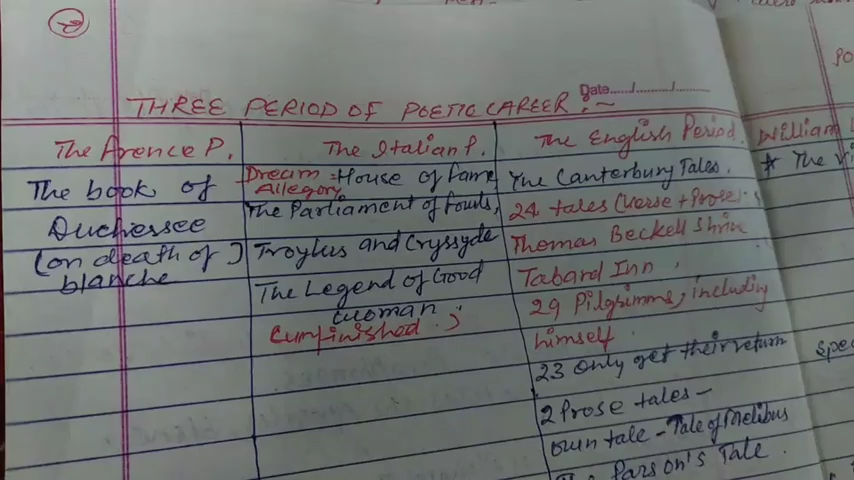 Date....../......./........
THREE PERIOD OF POETIC CAREER :~
The Frence P.
The book of
Duchessee
(on death of)
blanche
The Italian P.
Dream = House of fame
Allegory
The Parliament of fowls,
Troylus and Cryssyde
The Legend of Good
Woman
(unfinished.)
The English Period.
The Canterbury Tales.
24 tales (Verse + Prose)
Thomas Beckell Shrine
Tabard Inn.
29 Pilgrimms, including
himself.
23 Only get their return
2 Prose tales -
own tale - Tale of Melibus
The Parson's Tale.
William
* The